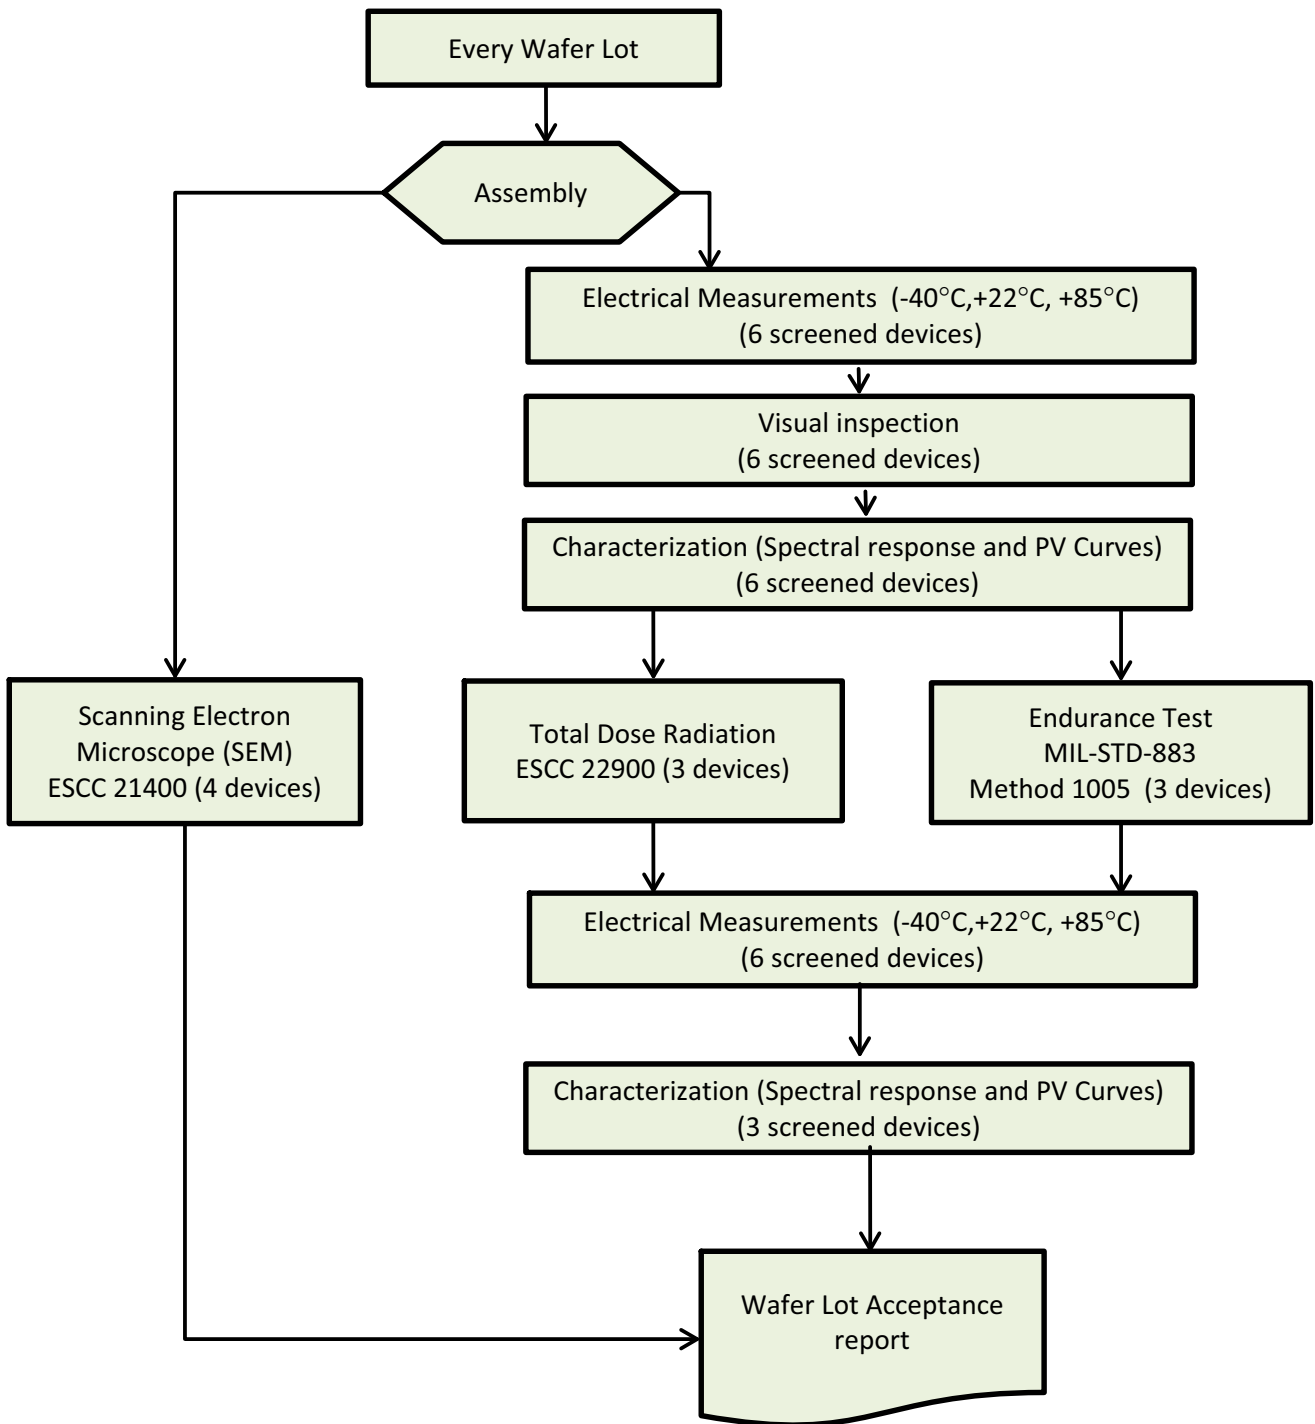 Every Wafer Lot
Assembly
Electrical Measurements  (-40°C,+22°C, +85°C)
(6 screened devices)
Visual inspection
(6 screened devices)
Characterization (Spectral response and PV Curves)
(6 screened devices)
Scanning Electron
Microscope (SEM)
ESCC 21400 (4 devices)
Total Dose Radiation
ESCC 22900 (3 devices)
Endurance Test
MIL-STD-883
Method 1005  (3 devices)
Electrical Measurements  (-40°C,+22°C, +85°C)
(6 screened devices)
Characterization (Spectral response and PV Curves)
(3 screened devices)
Wafer Lot Acceptance
report